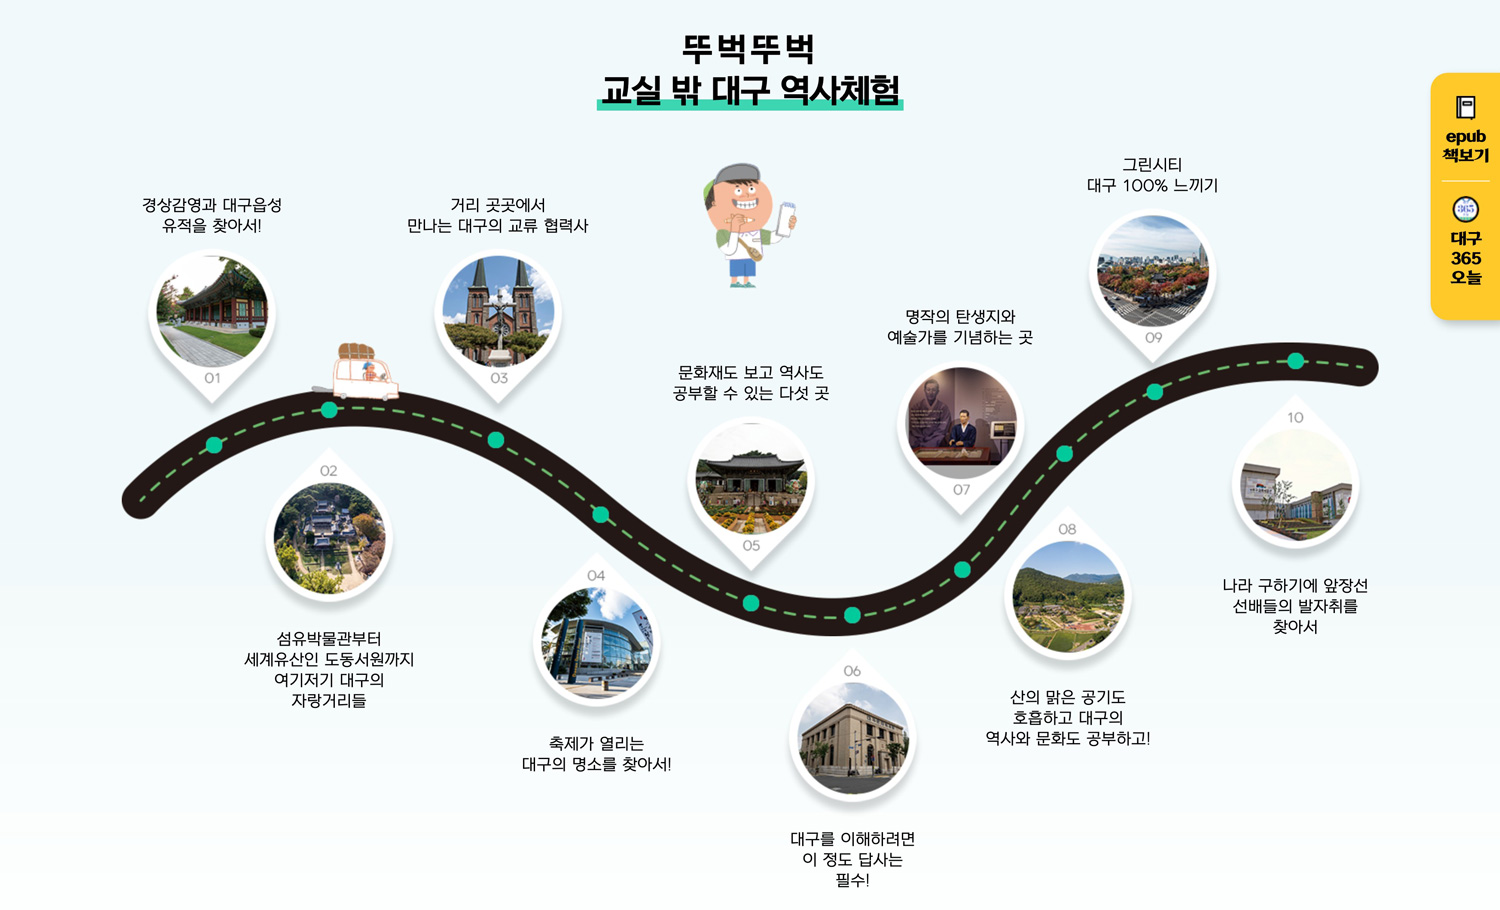 뚜벅뚜벅
교실 밖 대구 역사체험
epub
책보기
365
대구
365
오늘
경상감영과 대구읍성
유적을 찾아서!
01
02
섬유박물관부터
세계유산인 도동서원까지
여기저기 대구의
자랑거리들
거리 곳곳에서
만나는 대구의 교류 협력사
03
04
축제가 열리는
대구의 명소를 찾아서!
문화재도 보고 역사도
공부할 수 있는 다섯 곳
05
06
대구를 이해하려면
이 정도 답사는
필수!
명작의 탄생지와
예술가를 기념하는 곳
07
08
산의 맑은 공기도
호흡하고 대구의
역사와 문화도 공부하고!
그린시티
대구 100% 느끼기
09
10
나라 구하기에 앞장선
선배들의 발자취를
찾아서